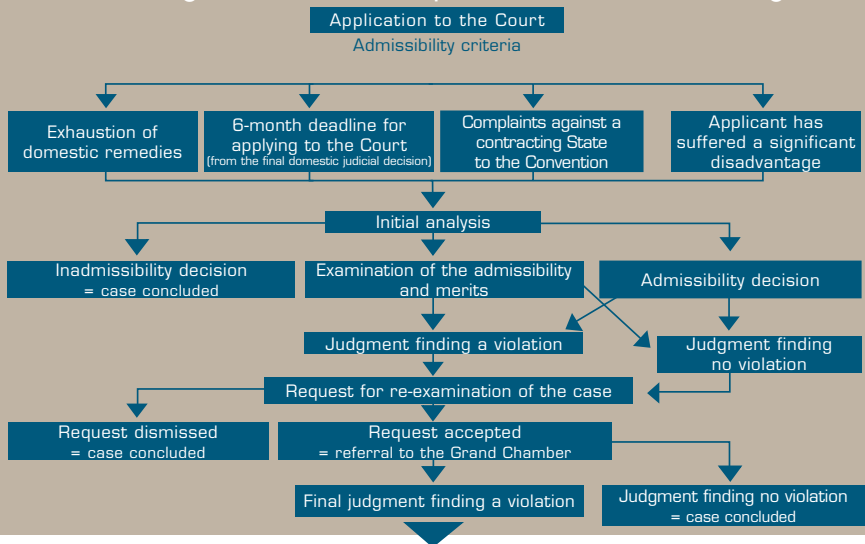 Application to the Court
Admissibility criteria
Exhaustion of
domestic remedies
6-month deadline for
applying to the Court
(from the final domestic judicial decision)
Complaints against a
contracting State
to the Convention
Applicant has
suffered a significant
disadvantage
Initial analysis
Inadmissibility decision
= case concluded
Examination of the admissibility
and merits
Admissibility decision
Judgment finding a violation
Judgment finding
no violation
Request for re-examination of the case
Request dismissed
= case concluded
Request accepted
= referral to the Grand Chamber
Final judgment finding a violation
Judgment finding no violation
= case concluded